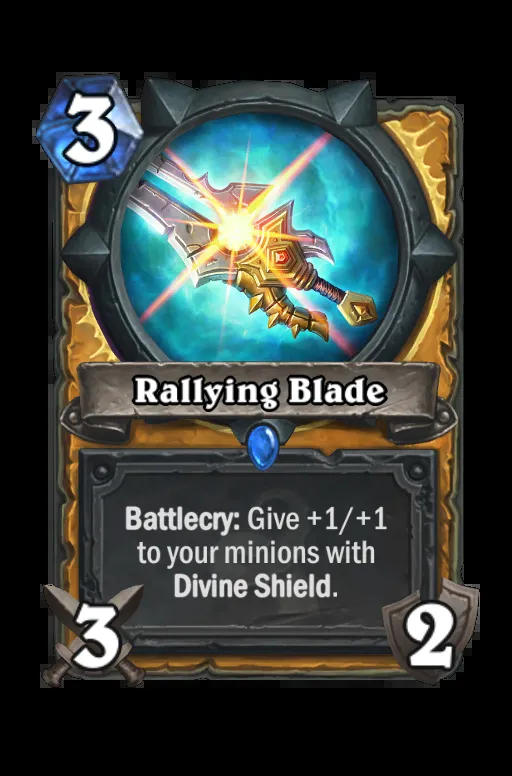 3
Rallying Blade
Battlecry: Give +1/+1
to your minions with
Divine Shield.
3
2